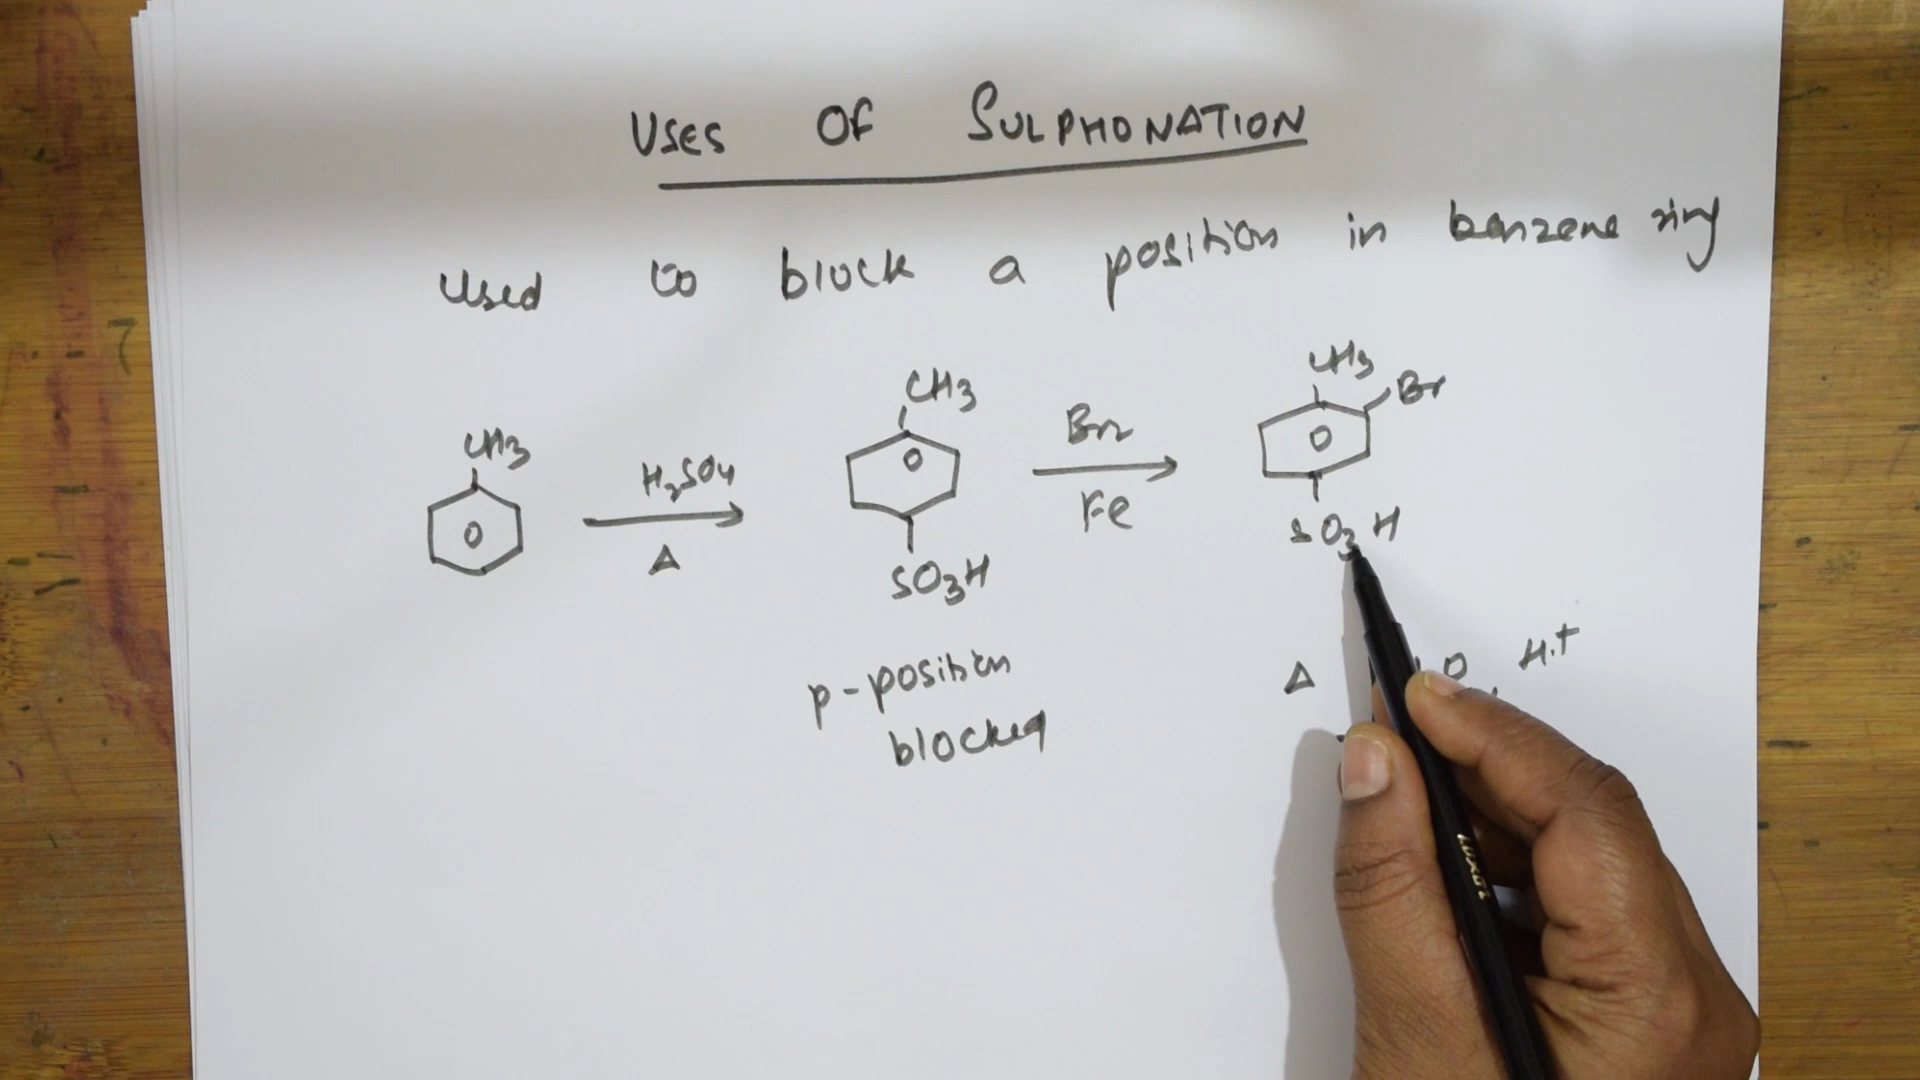 USES OF SULPHONATION
Used to block a position in benzene ring
CH3
H2SO4
Δ
CH3
SO3H
p-position
blocked
Br2
Fe
CH3
Br
SO3H
Δ
O, H+
LUXOR